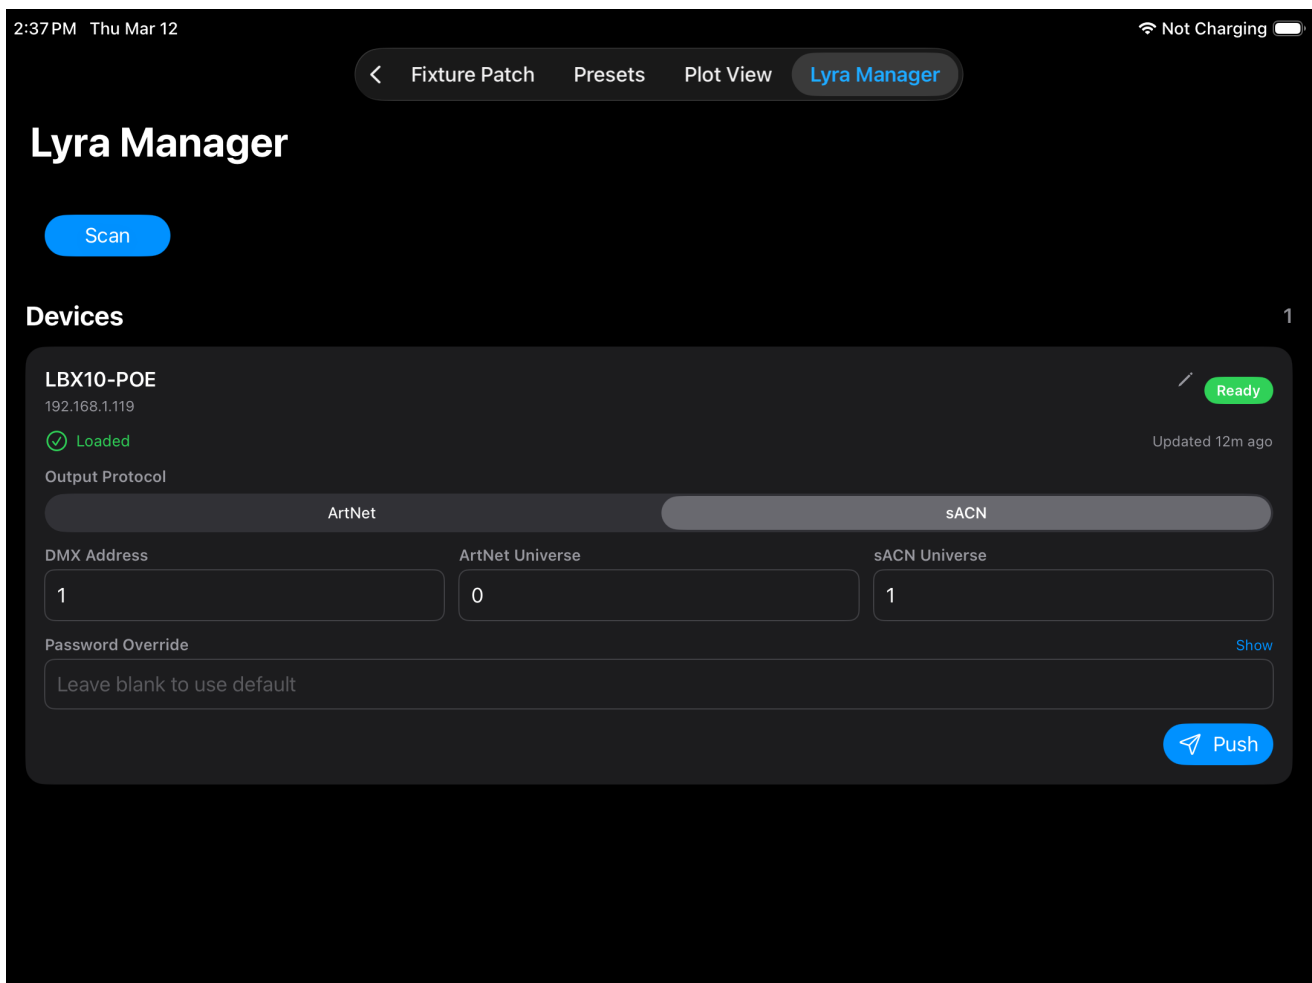 2:37 PM Thu Mar 12 Not Charging
Fixture Patch Presets Plot View Lyra Manager
Lyra Manager
Scan
Devices 1
LBX10-POE
Ready
192.168.1.119
Loaded Updated 12m ago
Output Protocol
ArtNet sACN
DMX Address ArtNet Universe sACN Universe
1 0 1
Password Override Show
Leave blank to use default
Push